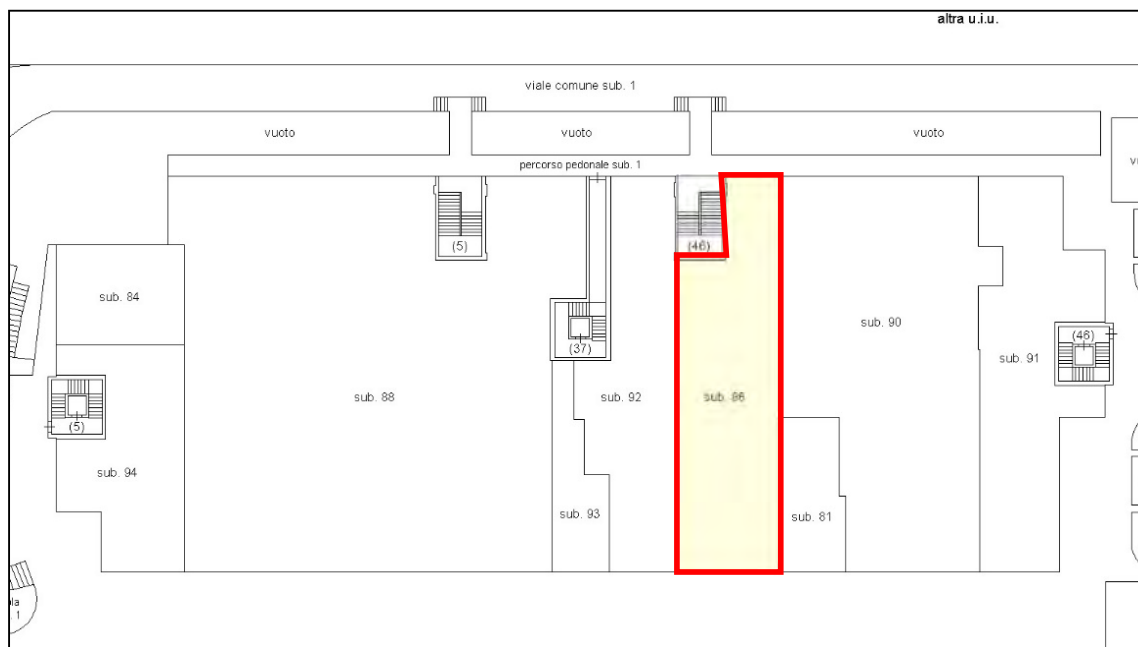 altra u.i.u.
viale comune sub. 1
vuoto
vuoto
vuoto
percorso pedonale sub. 1
(5)
(46)
sub. 84
sub. 90
(46)
(37)
sub. 91
sub. 88
sub. 92
sub. 86
(5)
sub. 94
sub. 93
sub. 81
1